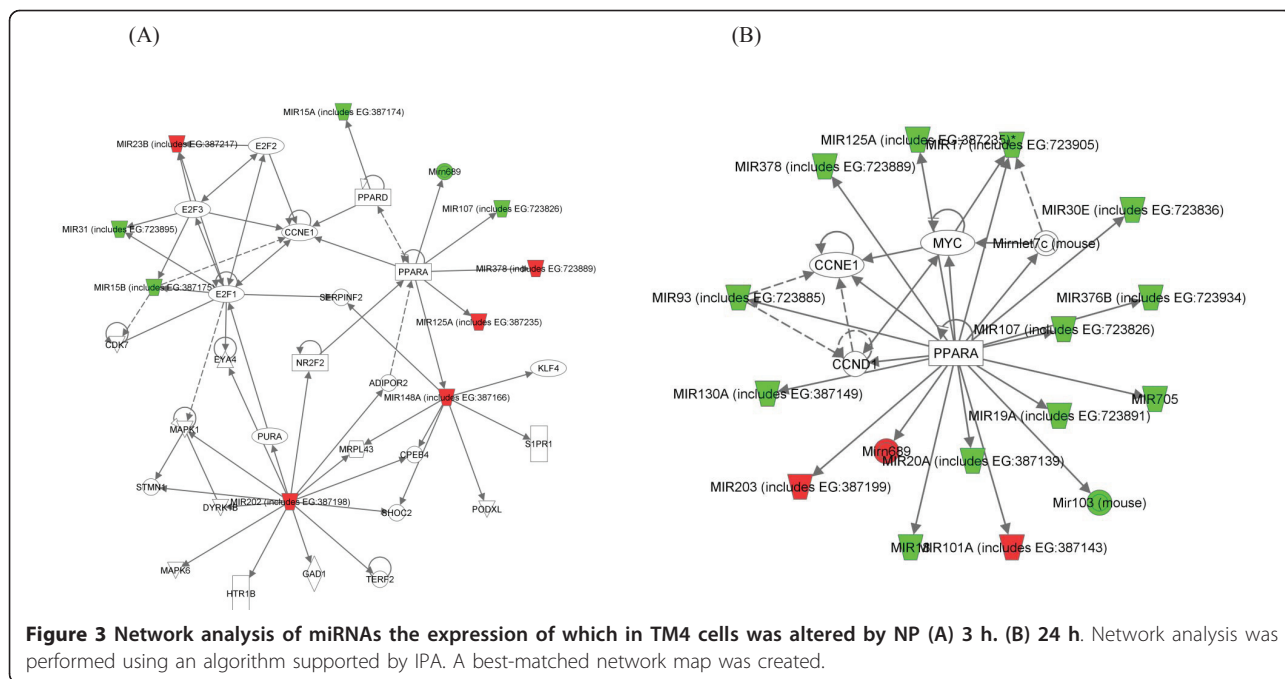 (A)
(B)
MIR15A (includes EG:387174)
MIR23B (includes EG:387217)
E2F2
Mirn689
PPARD
MIR107 (includes EG:723826)
E2F3
MIR31 (includes EG:723895)
CCNE1
PPARA
MIR378 (includes EG:723889)
MIR15B (includes EG:387175)
E2F1
SERPINF2
MIR125A (includes EG:387235)
CDK7
EYA4
NR2F2
KLF4
ADIPOR2
MIR148A (includes EG:387166)
MAPK1
PURA
MRPL43
S1PR1
CPEB4
STMN1
MIR202 (includes EG:387198)
DYRK1B
SHOC2
PODXL
MAPK6
GAD1
TERF2
HTR1B
MIR125A (includes EG:387235)*
MIR17 (includes EG:723905)
MIR378 (includes EG:723889)
MIR30E (includes EG:723836)
MYC
Mirnlet7c (mouse)
CCNE1
MIR93 (includes EG:723885)
MIR376B (includes EG:723934)
MIR107 (includes EG:723826)
PPARA
CCND1
MIR130A (includes EG:387149)
MIR705
MIR19A (includes EG:723891)
Mirn689
MIR20A (includes EG:387139)
MIR203 (includes EG:387199)
Mir103 (mouse)
MIR101A (includes EG:387143)
Figure 3 Network analysis of miRNAs the expression of which in TM4 cells was altered by NP (A) 3 h. (B) 24 h. Network analysis was
performed using an algorithm supported by IPA. A best-matched network map was created.